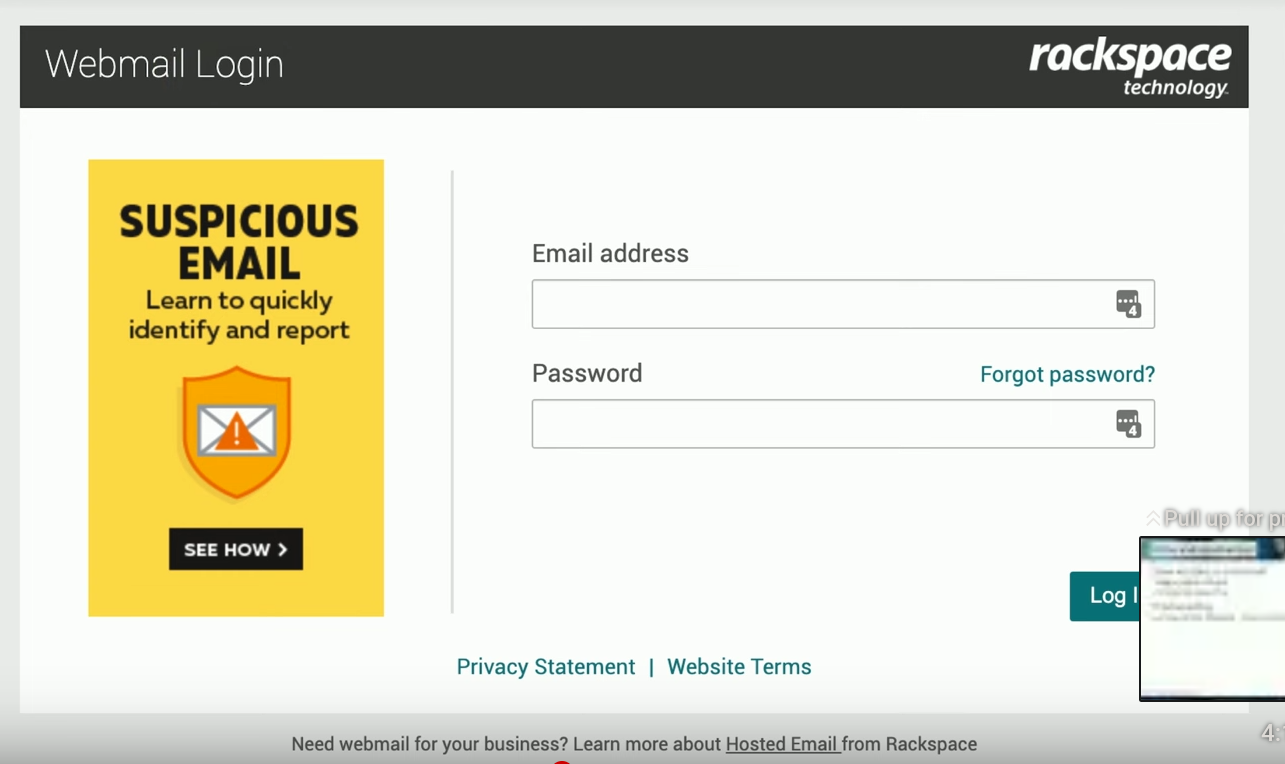 Webmail Login
rackspace
technology
SUSPICIOUS
EMAIL
Learn to quickly
identify and report
SEE HOW >
Email address
4
Password
Forgot password?
4
Pull up for
Log
Privacy Statement | Website Terms
Need webmail for your business? Learn more about Hosted Email from Rackspace
4: